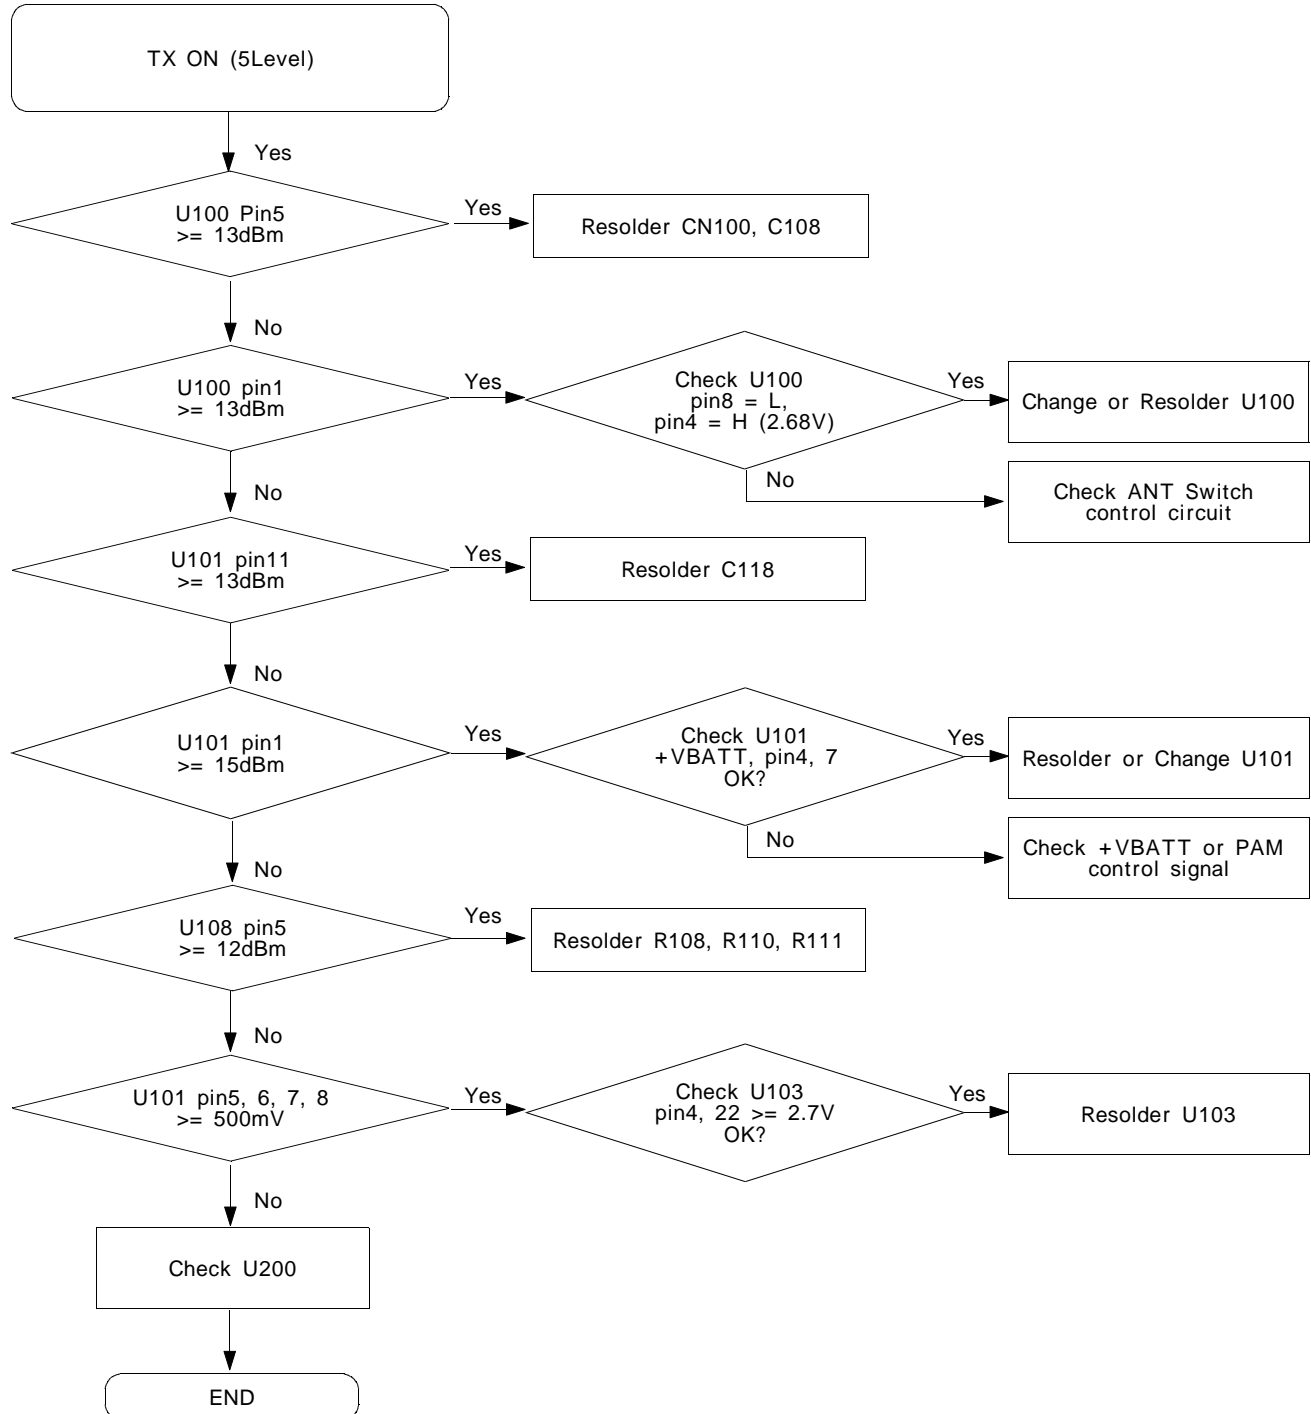 TX ON (5Level)
Yes
U100 Pin5
>= 13dBm
Yes
Resolder CN100, C108
No
U100 pin1
>= 13dBm
Yes
Check U100
pin8 = L,
pin4 = H (2.68V)
Yes
Change or Resolder U100
No
Check ANT Switch
control circuit
No
U101 pin11
>= 13dBm
Yes
Resolder C118
No
U101 pin1
>= 15dBm
Yes
Check U101
+VBATT, pin4, 7
OK?
Yes
Resolder or Change U101
No
Check +VBATT or PAM
control signal
No
U108 pin5
>= 12dBm
Yes
Resolder R108, R110, R111
No
U101 pin5, 6, 7, 8
>= 500mV
Yes
Check U103
pin4, 22 >= 2.7V
OK?
Yes
Resolder U103
No
Check U200
END